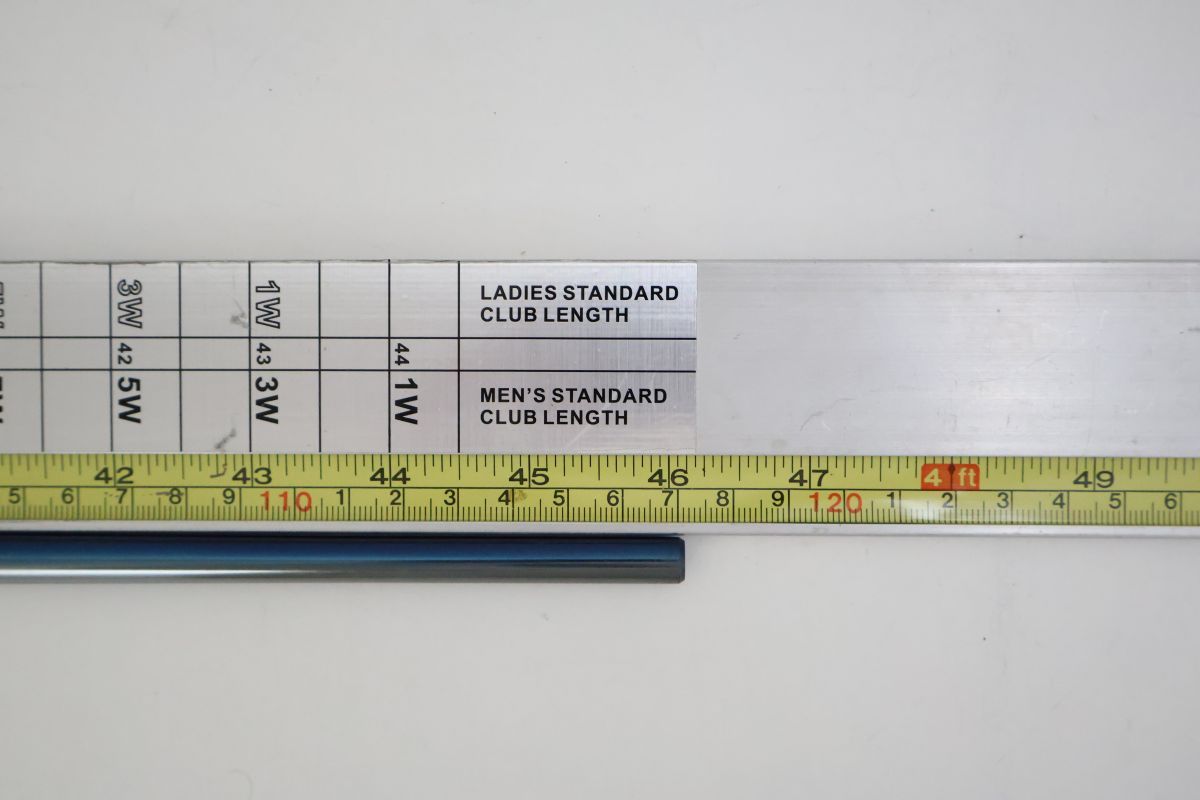 3W 1W LADIES STANDARD
CLUB LENGTH
42 43 44
5W 3W 1W MEN'S STANDARD
CLUB LENGTH
42 43 44 45 46 47 4 ft 49
5 6 7 8 9 110 1 2 3 4 5 6 7 8 9 120 1 2 3 4 5 6